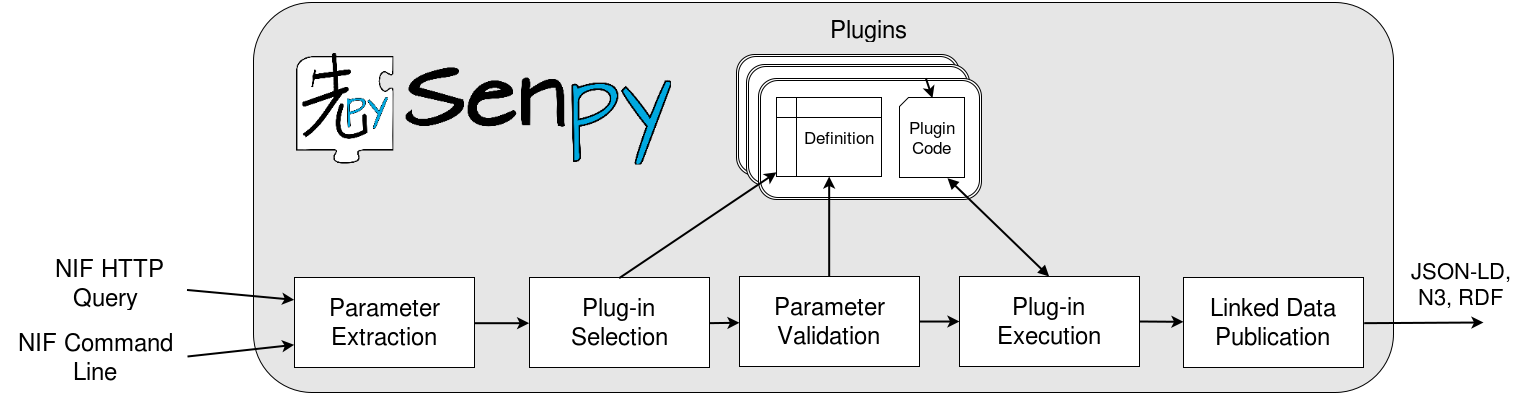 Plugins
先
py
Senpy
Definition
Plugin
Code
NIF HTTP
Query
NIF Command
Line
Parameter
Extraction
Plug-in
Selection
Parameter
Validation
Plug-in
Execution
Linked Data
Publication
JSON-LD,
N3, RDF